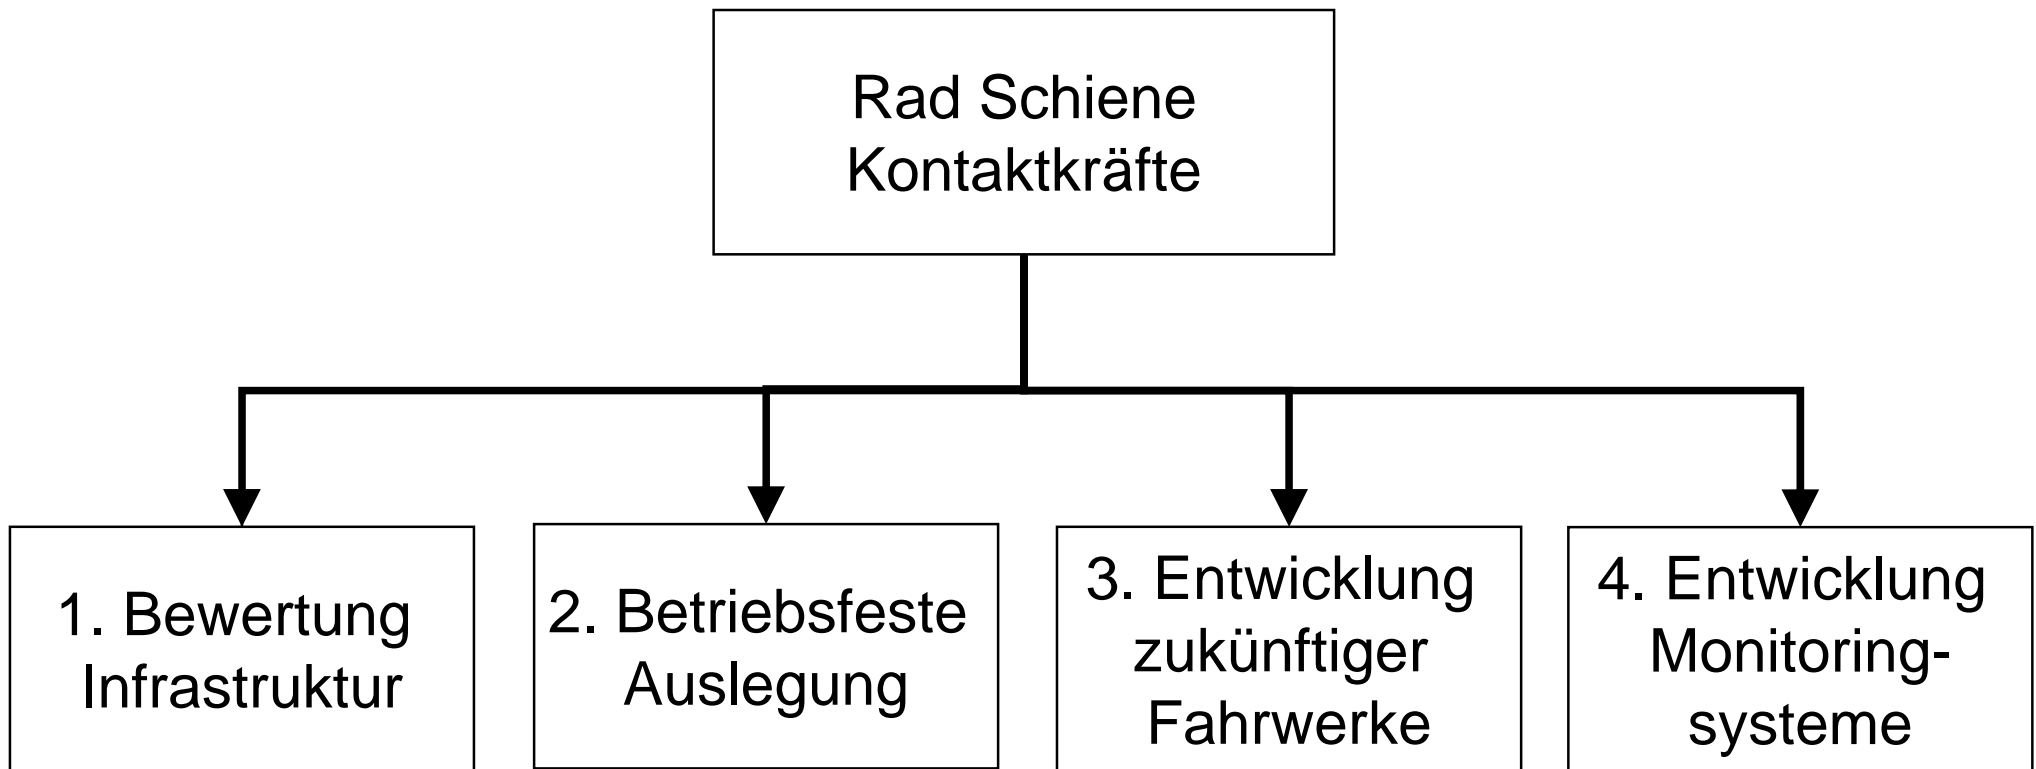 Rad Schiene
Kontaktkräfte
1. Bewertung
Infrastruktur
2. Betriebsfeste
Auslegung
3. Entwicklung
zukünftiger
Fahrwerke
4. Entwicklung
Monitoring-
systeme